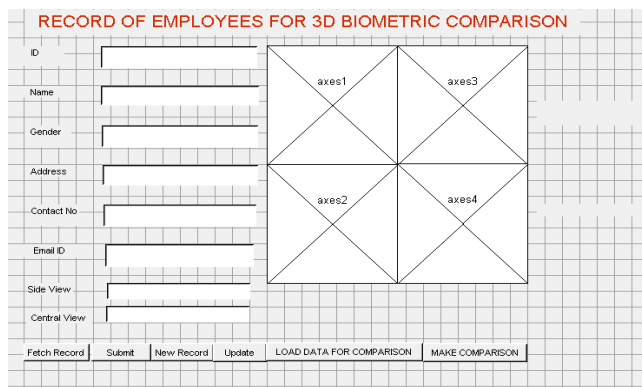 RECORD OF EMPLOYEES FOR 3D BIOMETRIC COMPARISON
ID
Name
Gender
Address
Contact No
Email ID
Side View
Central View
axes1
axes3
axes2
axes4
Fetch Record Submit New Record Update LOAD DATA FOR COMPARISON MAKE COMPARISON